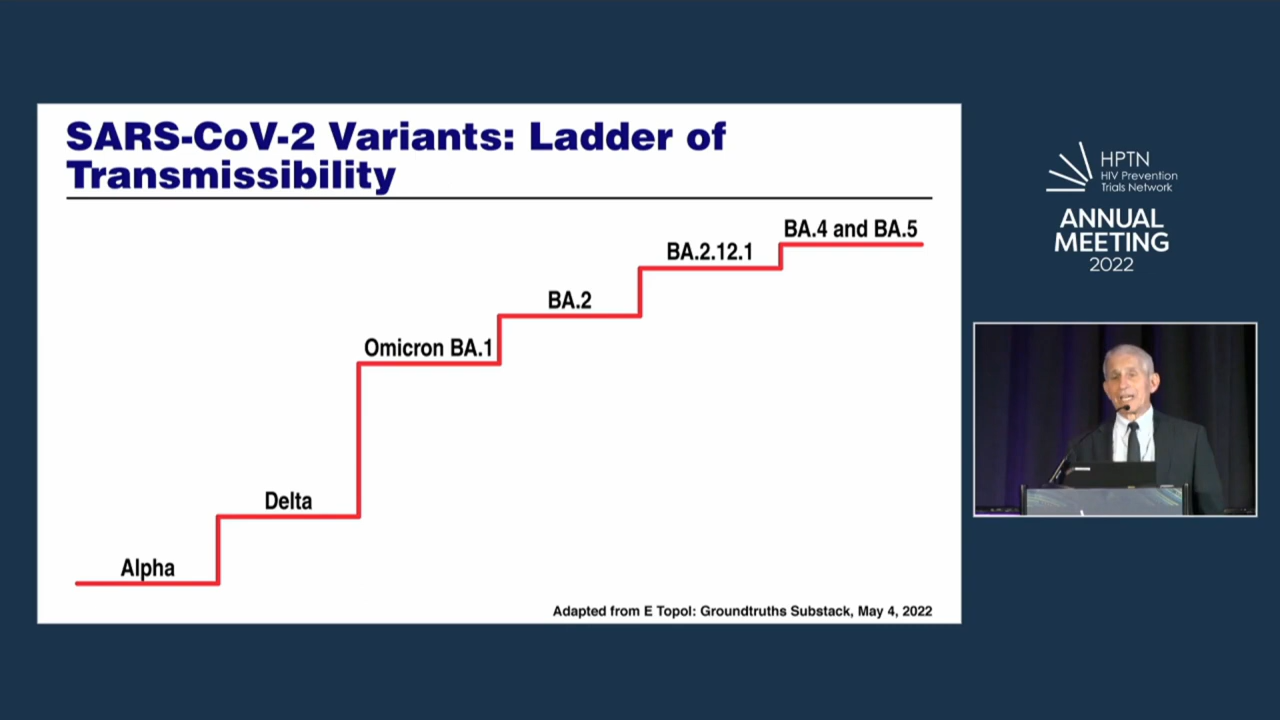 SARS-CoV-2 Variants: Ladder of
Transmissibility
BA.4 and BA.5
BA.2.12.1
BA.2
Omicron BA.1
Delta
Alpha
Adapted from E Topol: Groundtruths Substack, May 4, 2022
HPTN
HIV Prevention
Trials Network
ANNUAL
MEETING
2022